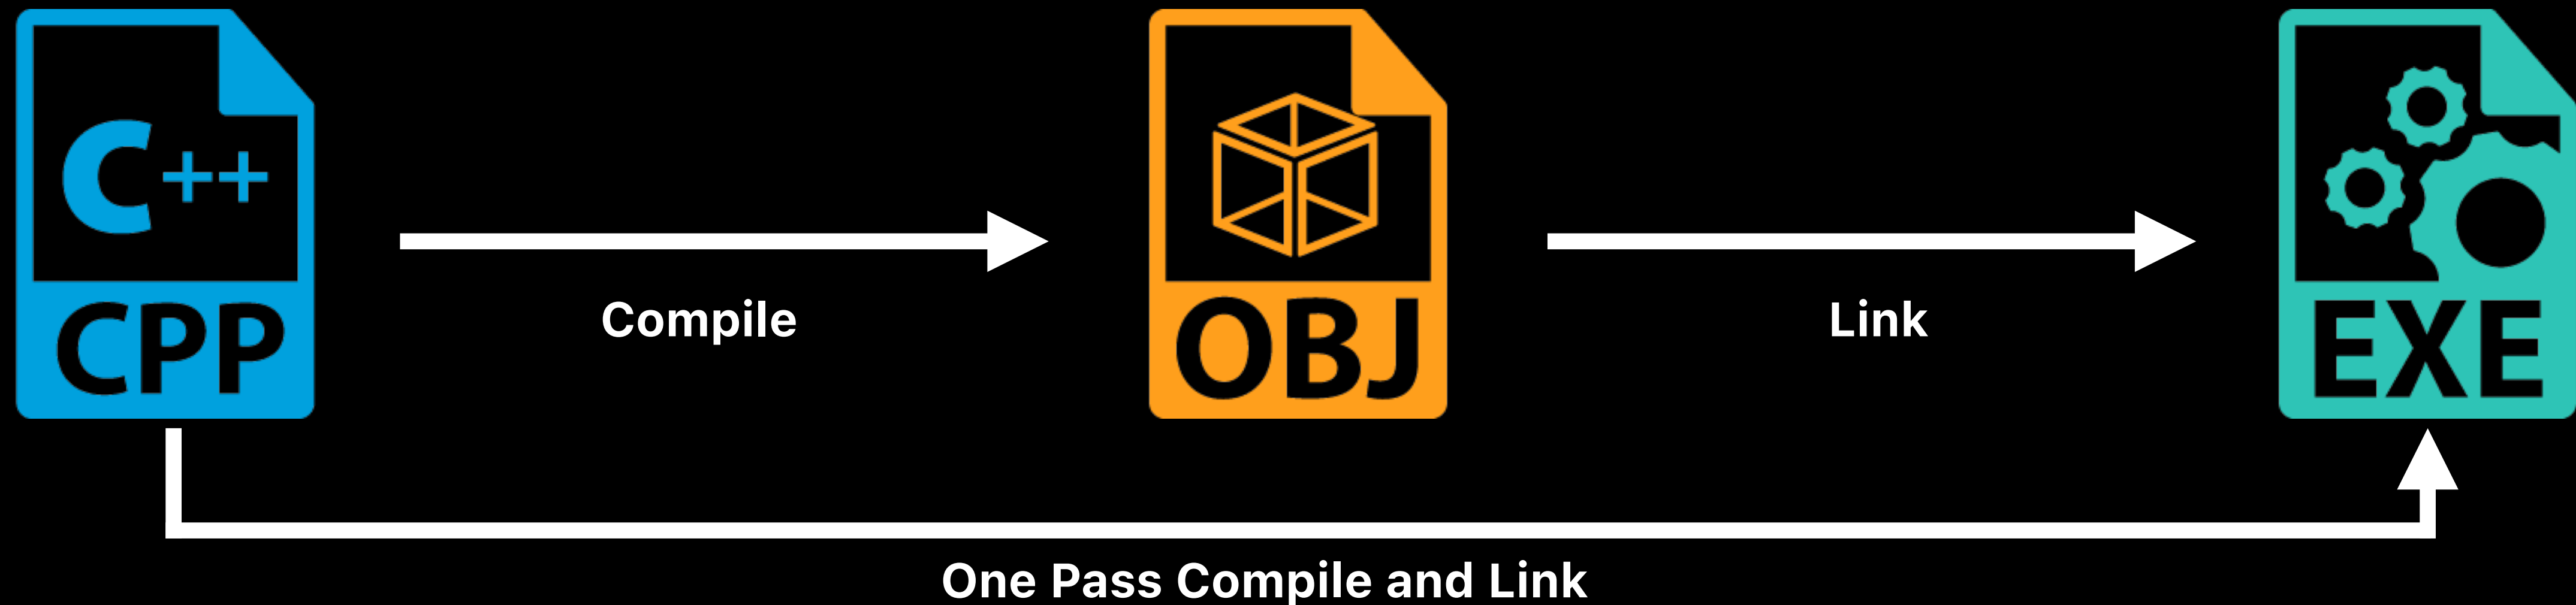 C++
CPP
Compile
OBJ
Link
EXE
One Pass Compile and Link